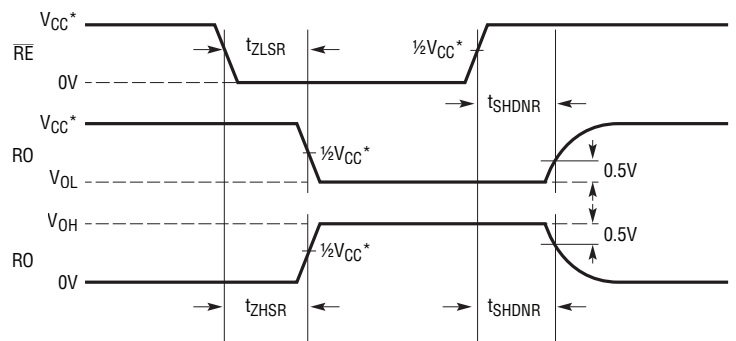 VCC*
RE
0V
tZLSR
½VCC*
tSHDNR
VCC*
RO
VOL
½VCC*
0.5V
VOH
RO
0V
½VCC*
0.5V
tZHSR
tSHDNR